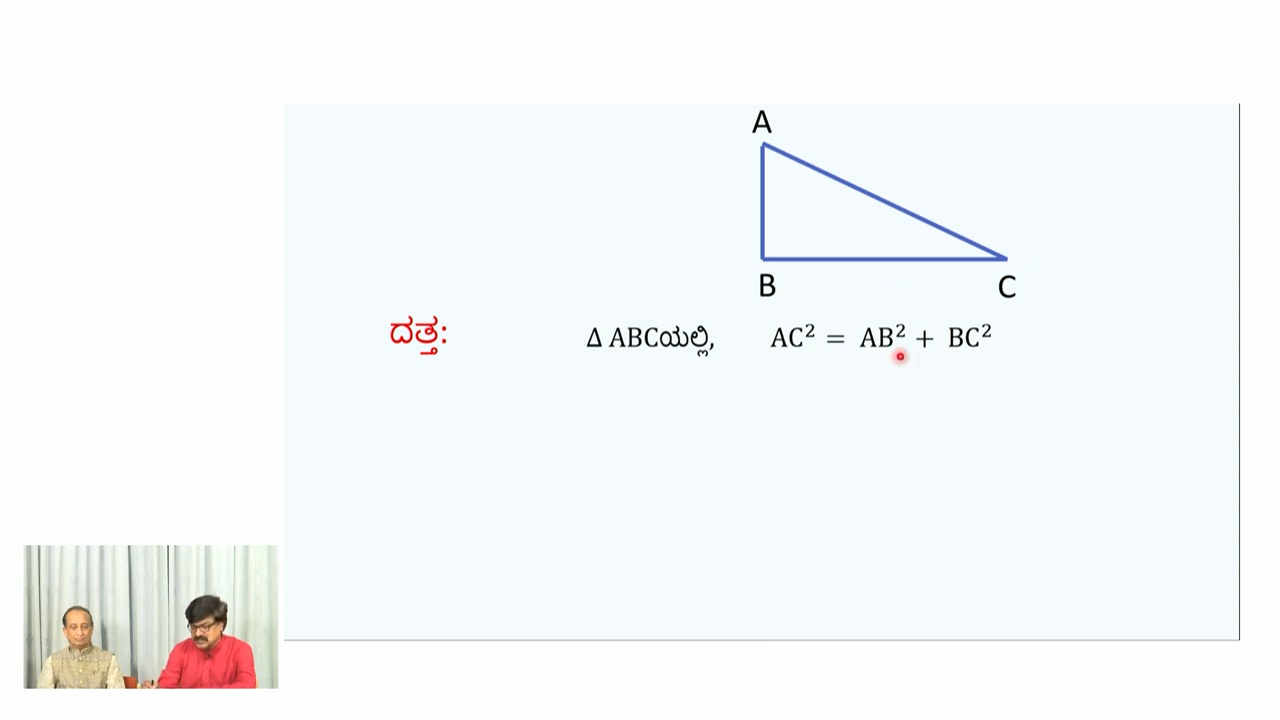 A
B C
ದತ್ತ: Δ ABCಯಲ್ಲಿ, AC² = AB² + BC²